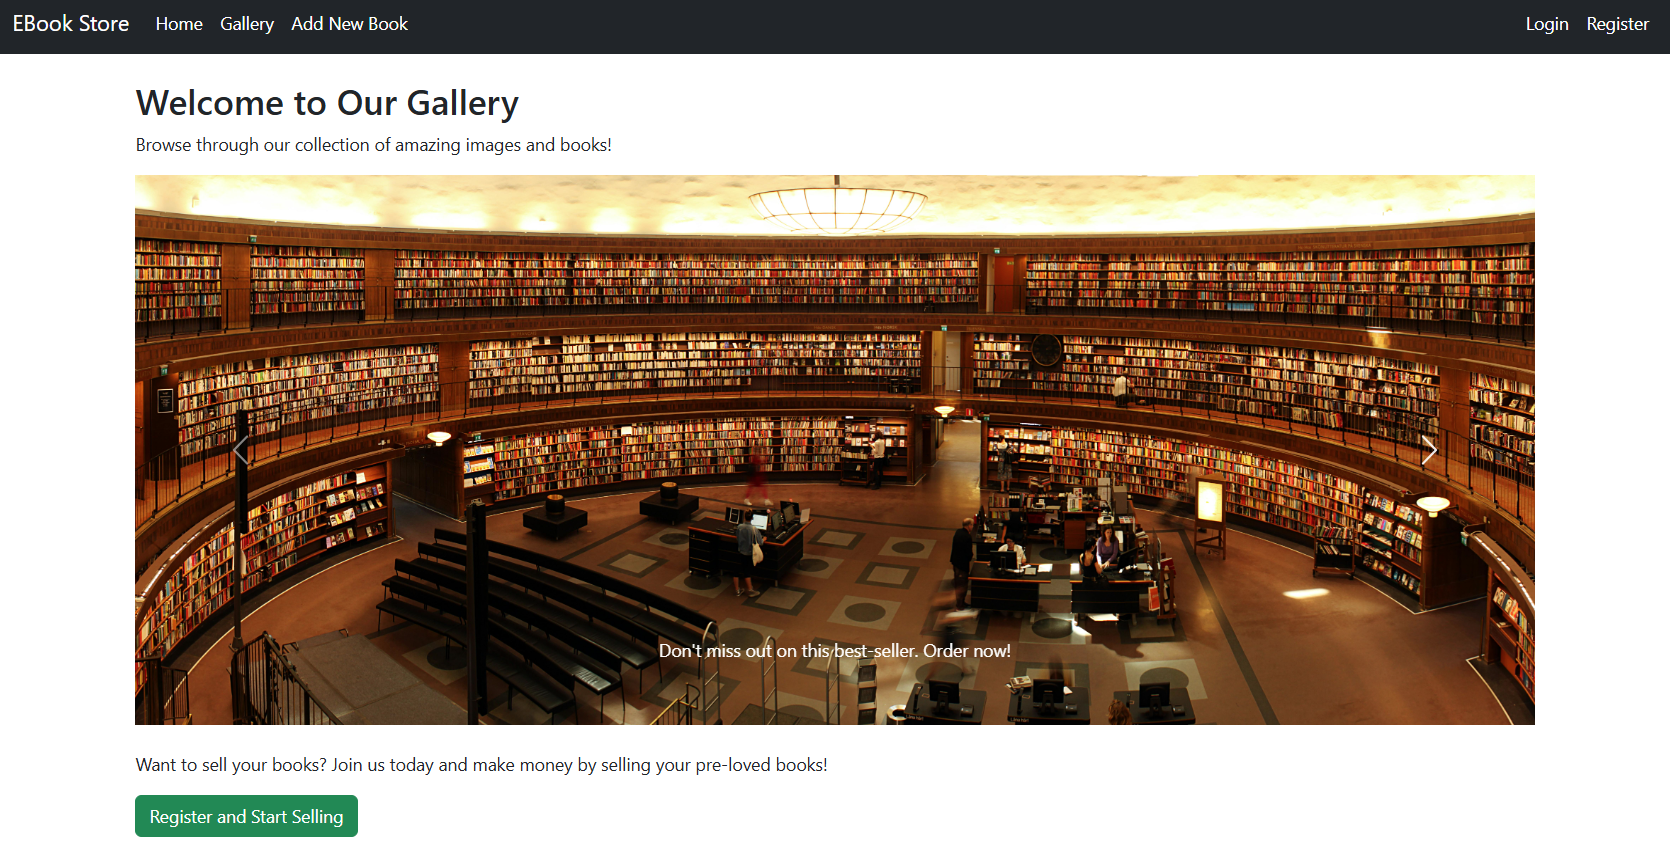 EBook Store Home Gallery Add New Book Login Register
Welcome to Our Gallery
Browse through our collection of amazing images and books!
Don't miss out on this best-seller. Order now!
Want to sell your books? Join us today and make money by selling your pre-loved books!
Register and Start Selling